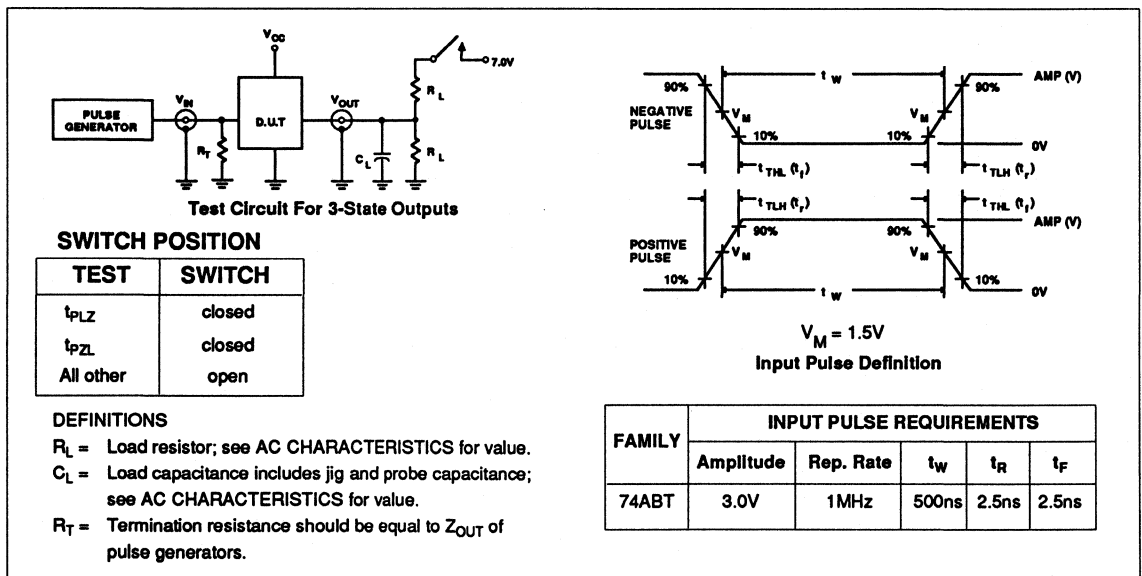 V_CC
7.0V
R_L
V_IN
V_OUT
PULSE
GENERATOR
D.U.T
R_T
C_L
R_L
Test Circuit For 3-State Outputs
SWITCH POSITION
TEST SWITCH
t_PLZ closed
t_PZL closed
All other open
DEFINITIONS
R_L = Load resistor; see AC CHARACTERISTICS for value.
C_L = Load capacitance includes jig and probe capacitance;
see AC CHARACTERISTICS for value.
R_T = Termination resistance should be equal to Z_OUT of
pulse generators.
t_W
AMP (V)
90% 90%
NEGATIVE
PULSE
V_M V_M
10% 10%
0V
t_THL (t_f) t_TLH (t_r)
t_TLH (t_r) t_THL (t_f)
AMP (V)
90% 90%
POSITIVE
PULSE
V_M V_M
10% 10%
t_W
0V
V_M = 1.5V
Input Pulse Definition
FAMILY INPUT PULSE REQUIREMENTS
Amplitude Rep. Rate t_W t_R t_F
74ABT 3.0V 1MHz 500ns 2.5ns 2.5ns